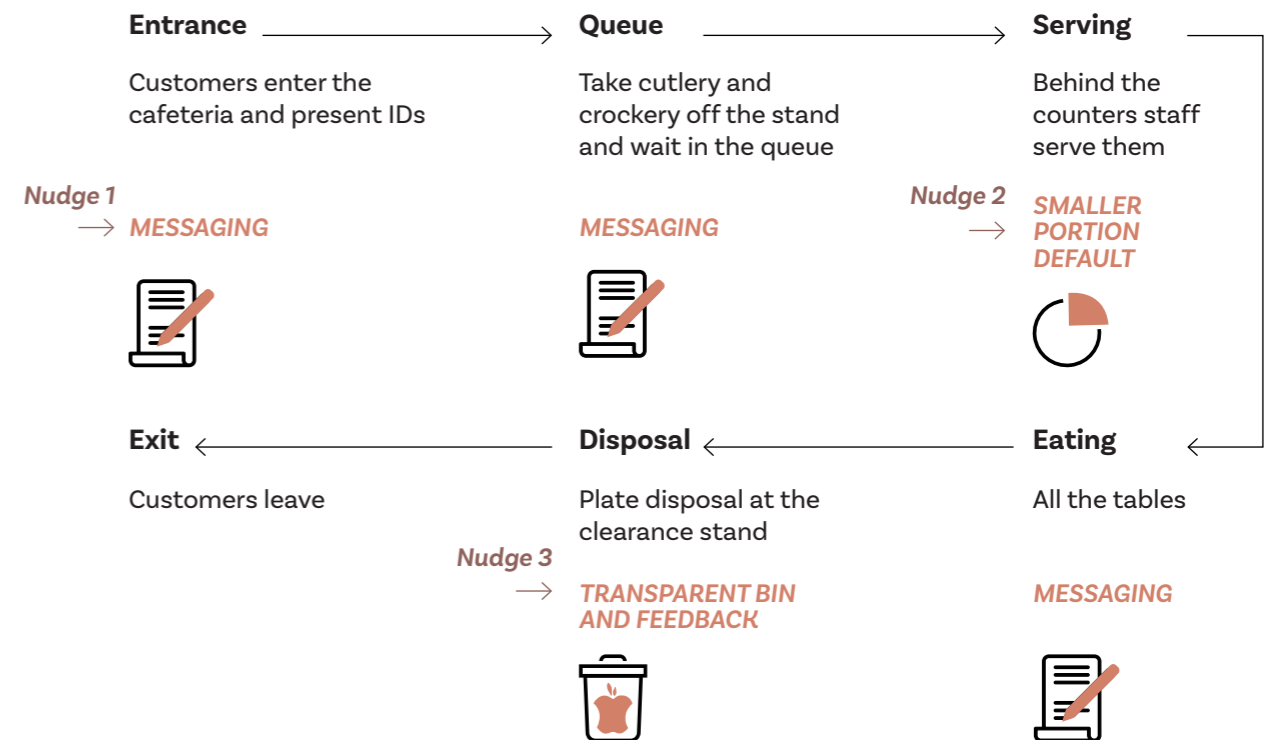 Entrance
Customers enter the
cafeteria and present IDs
Nudge 1
MESSAGING
Queue
Take cutlery and
crockery off the stand
and wait in the queue
MESSAGING
Serving
Behind the
counters staff
serve them
Nudge 2
SMALLER
PORTION
DEFAULT
Eating
All the tables
MESSAGING
Disposal
Plate disposal at the
clearance stand
Nudge 3
TRANSPARENT BIN
AND FEEDBACK
Exit
Customers leave